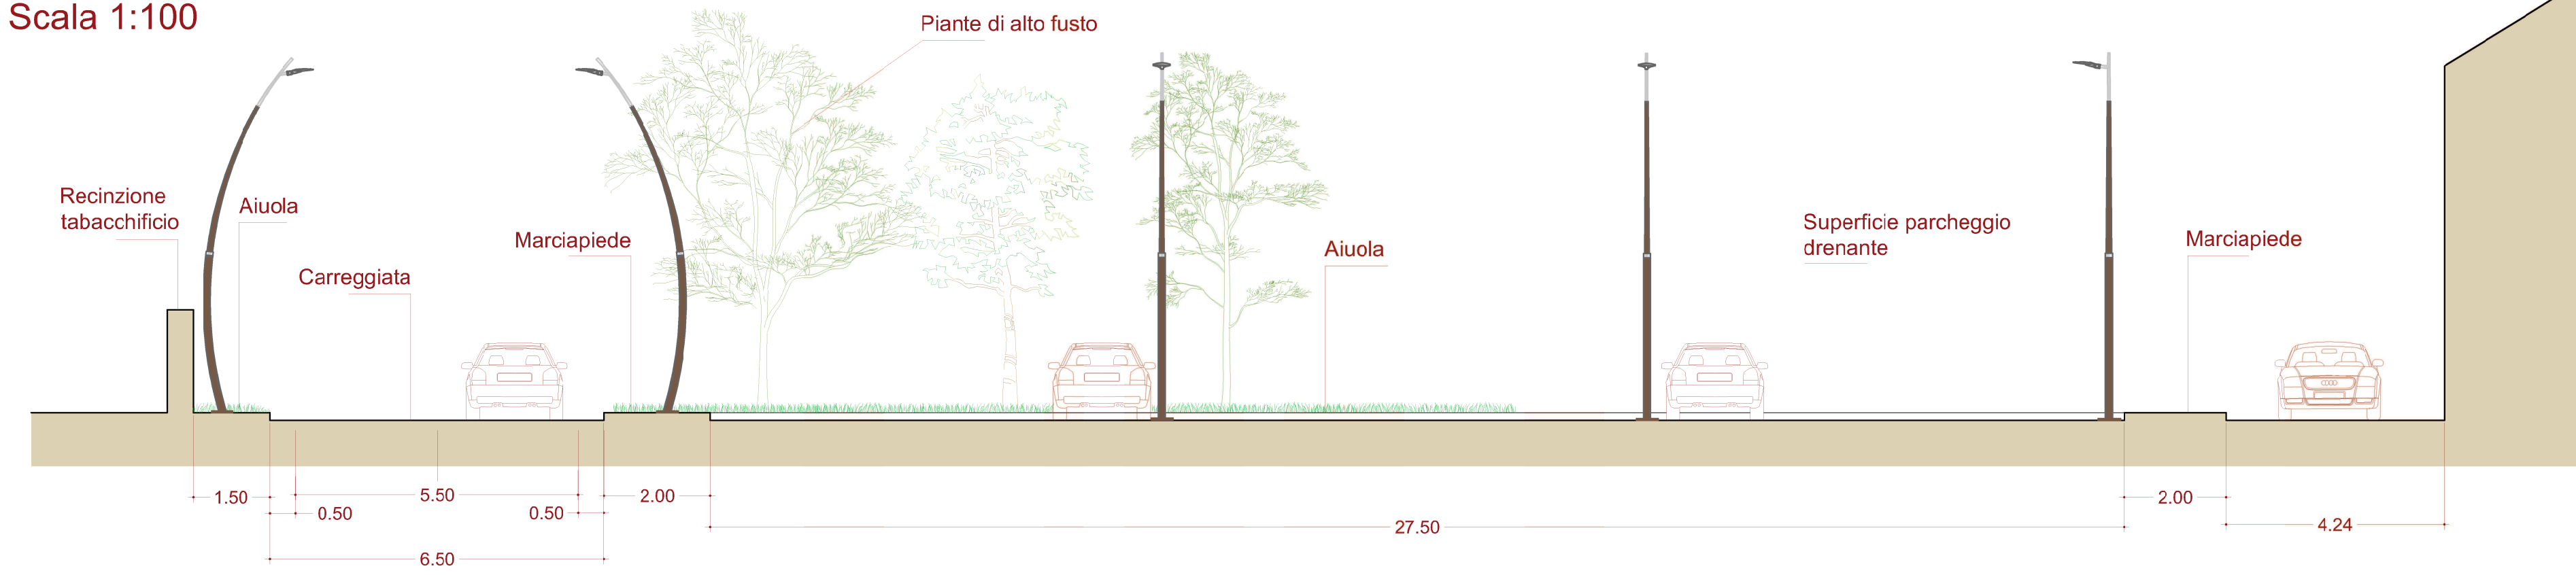 Scala 1:100
Piante di alto fusto
Recinzione
tabacchificio
Aiuola
Carreggiata
Marciapiede
Aiuola
Superficie parcheggio
drenante
Marciapiede
1.50
5.50
0.50
0.50
6.50
2.00
27.50
2.00
4.24